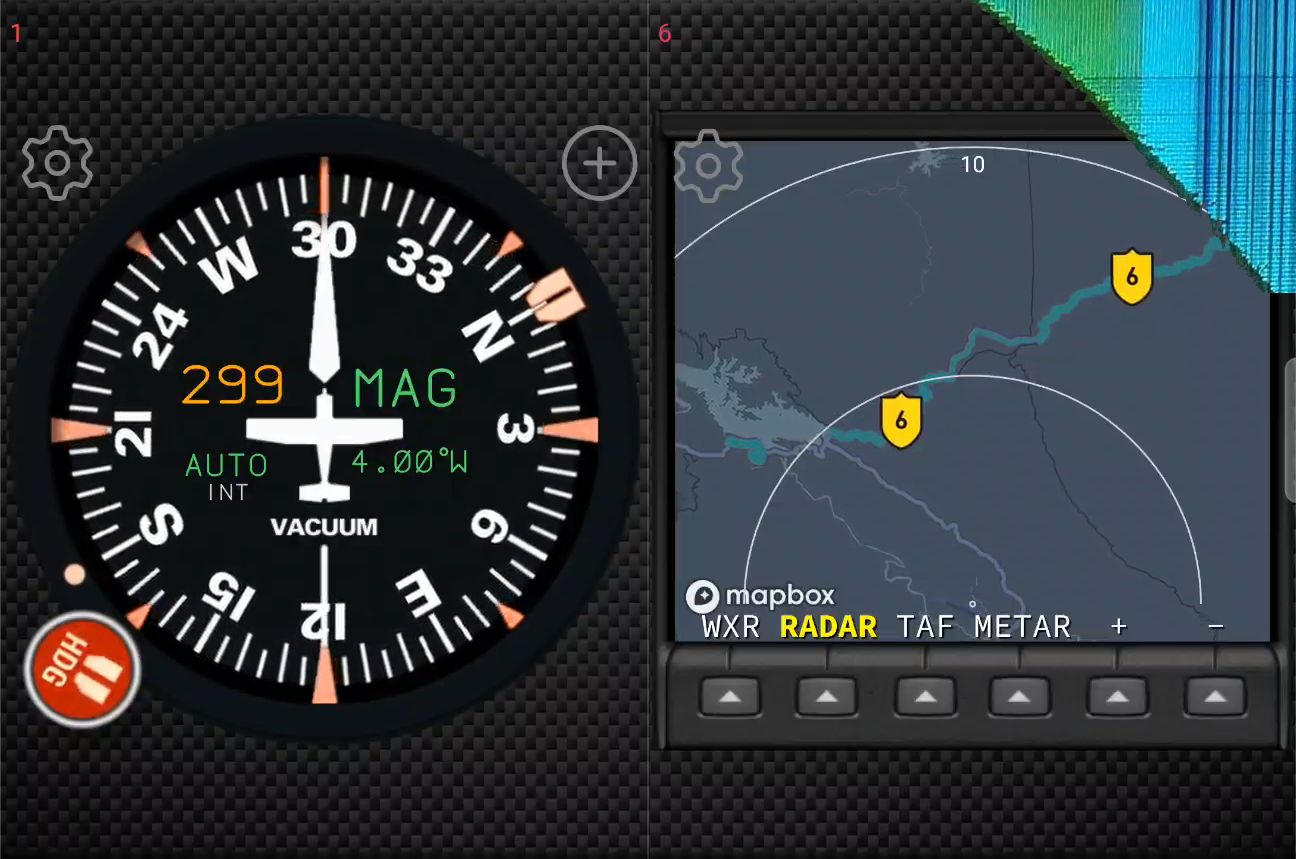 1
6
10
30
33
N
3
6
E
12
15
S
21
24
W
299 MAG
AUTO 4.00°W
INT
VACUUM
HDG
6
6
mapbox
WXR RADAR TAF METAR + −